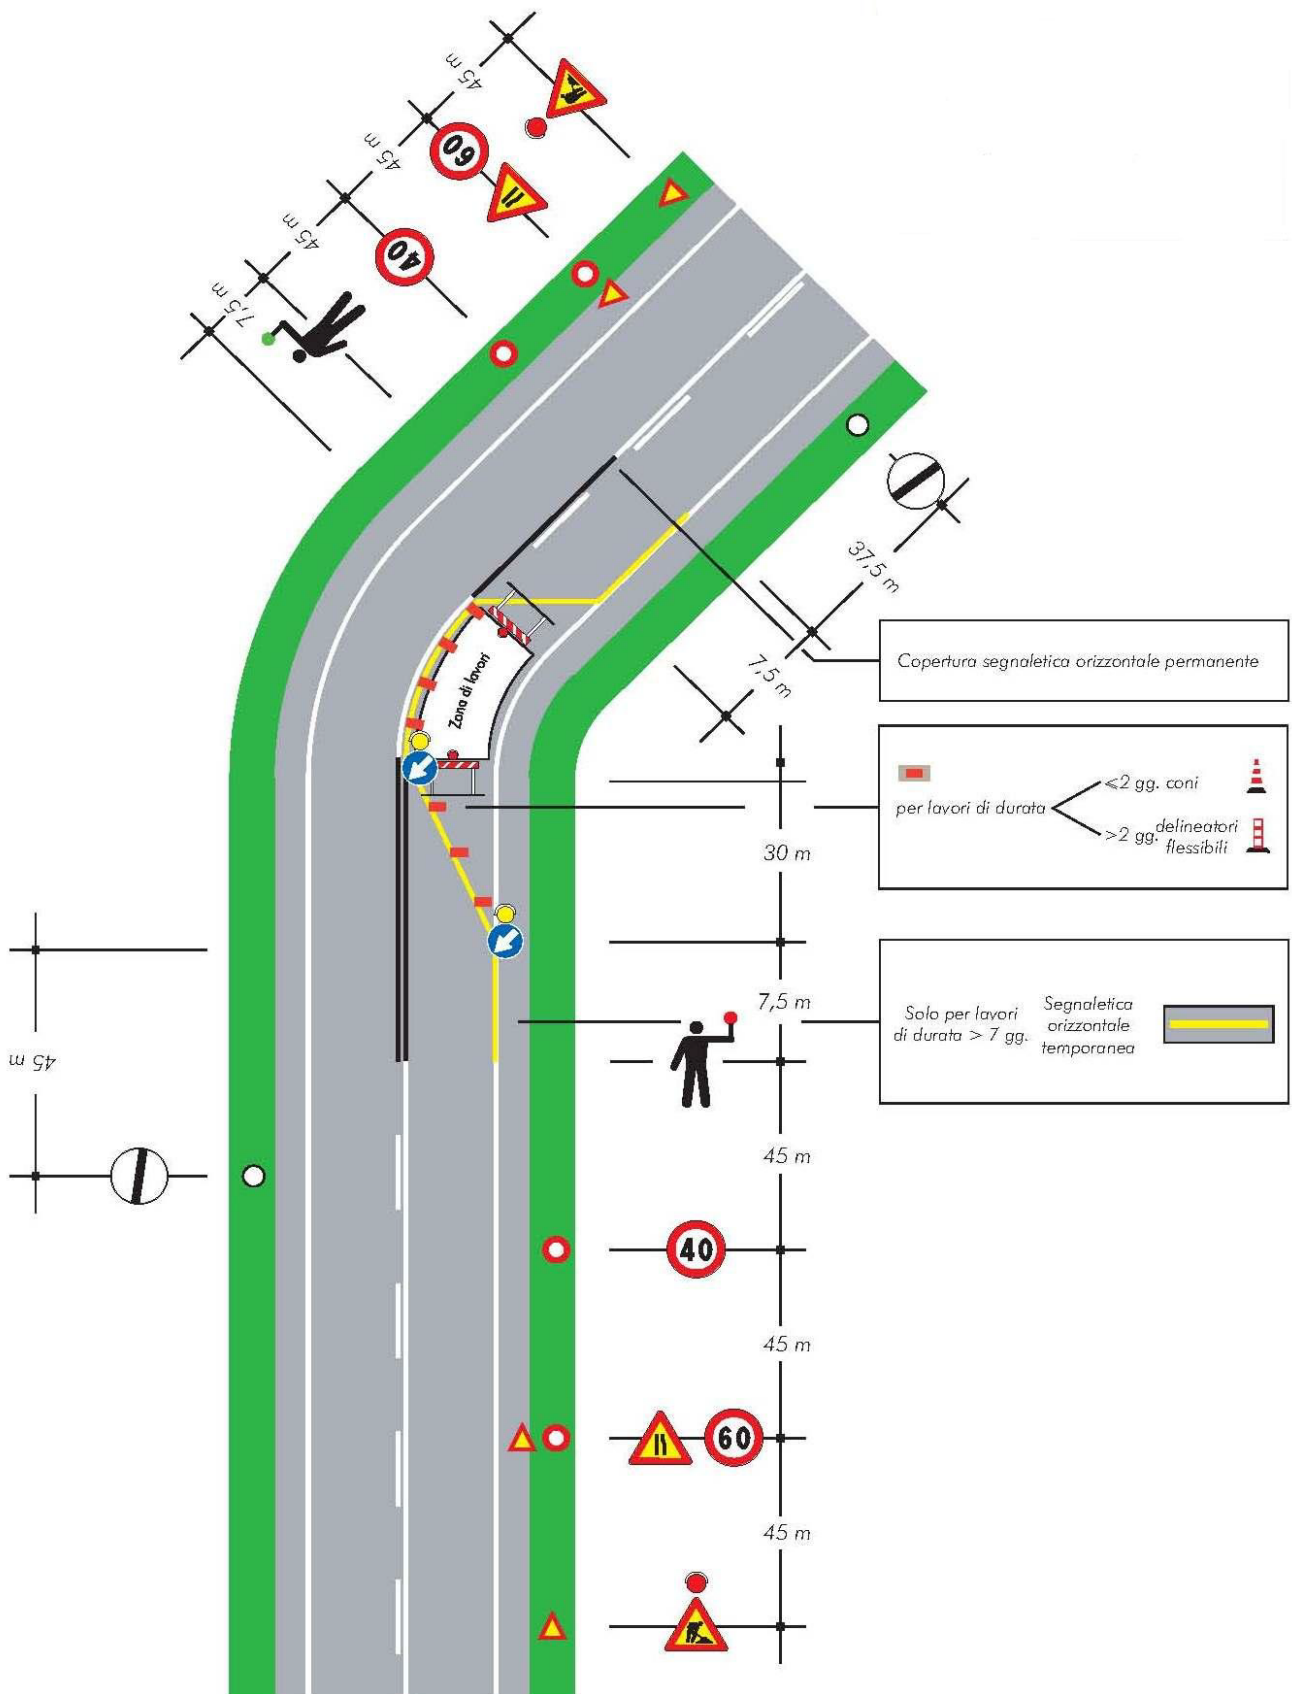 45 m
60
45 m
40
45 m
7,5 m
37,5 m
7,5 m
Copertura segnaletica orizzontale permanente
Zona di lavori
per lavori di durata
≤2 gg. coni
>2 gg. delineatori
flessibili
30 m
7,5 m
Solo per lavori
di durata > 7 gg.
Segnaletica
orizzontale
temporanea
45 m
45 m
40
45 m
60
45 m